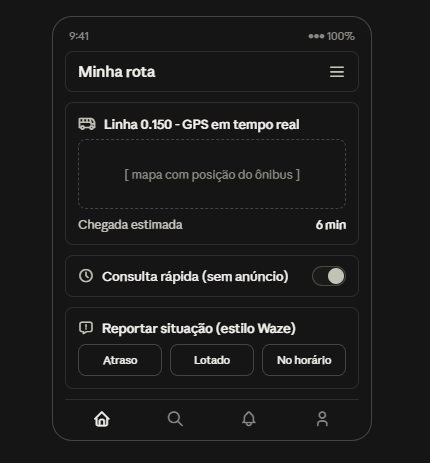 9:41
●●● 100%
Minha rota
Linha 0.150 - GPS em tempo real
[ mapa com posição do ônibus ]
Chegada estimada 6 min
Consulta rápida (sem anúncio)
Reportar situação (estilo Waze)
Atraso Lotado No horário